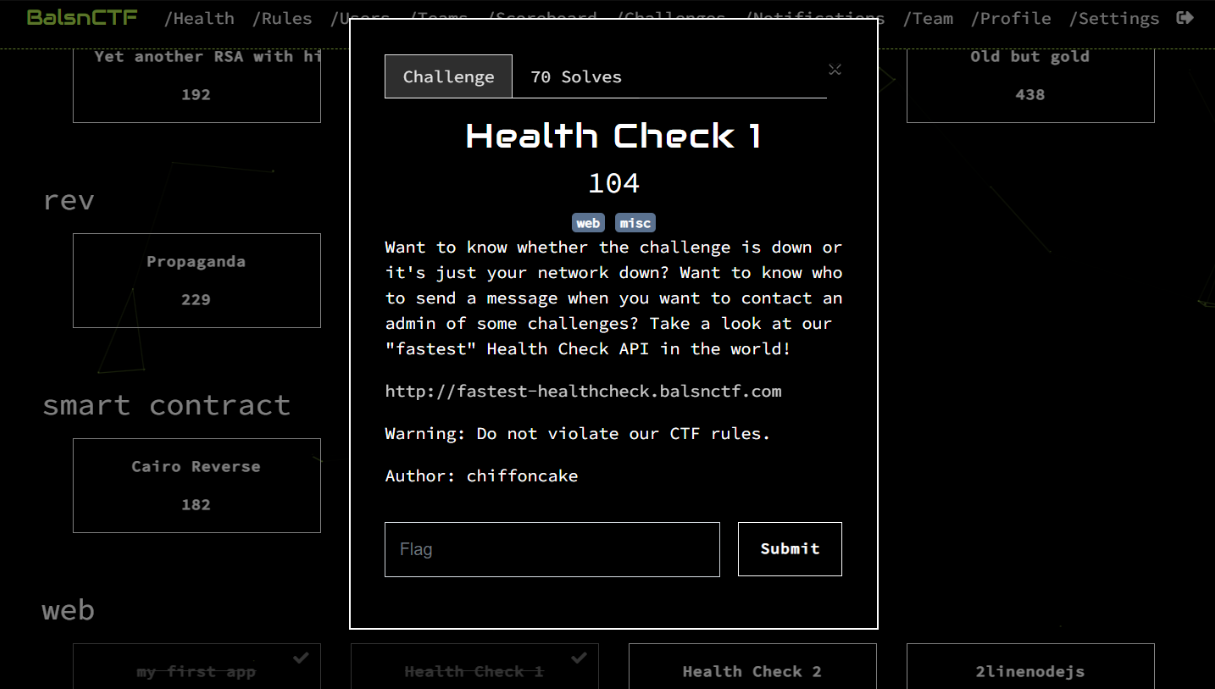 BalsnCTF /Health /Rules /Users /Teams /Scoreboard /Challenges /Notifications /Team /Profile /Settings
Yet another RSA with hi
192
Old but gold
438
Challenge 70 Solves
Health Check 1
104
web misc
Want to know whether the challenge is down or
it's just your network down? Want to know who
to send a message when you want to contact an
admin of some challenges? Take a look at our
"fastest" Health Check API in the world!
http://fastest-healthcheck.balsnctf.com
Warning: Do not violate our CTF rules.
Author: chiffoncake
Flag
Submit
rev
Propaganda
229
smart contract
Cairo Reverse
182
web
my first app
Health Check 1
Health Check 2
2linenodejs